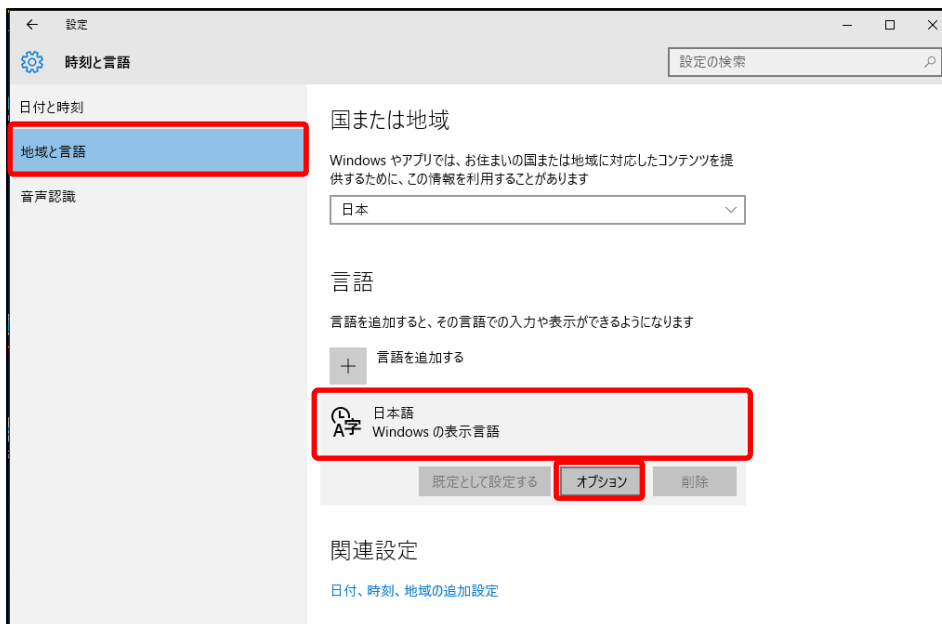 設定
時刻と言語
設定の検索
日付と時刻
地域と言語
音声認識
国または地域
Windows やアプリでは、お住まいの国または地域に対応したコンテンツを提
供するために、この情報を利用することがあります
日本
言語
言語を追加すると、その言語での入力や表示ができるようになります
言語を追加する
日本語
Windows の表示言語
既定として設定する オプション 削除
関連設定
日付、時刻、地域の追加設定